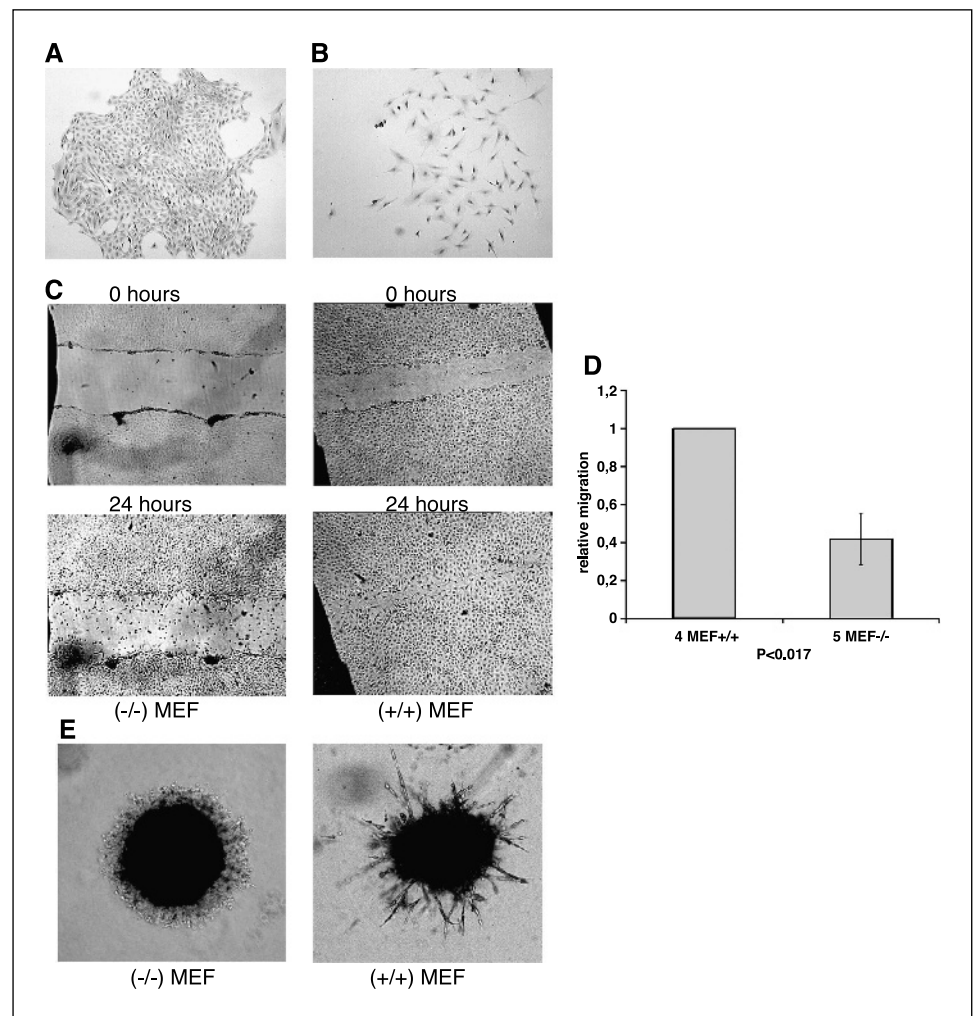 A
B
C
0 hours
0 hours
24 hours
24 hours
(-/-) MEF
(+/+) MEF
D
1,2
1
0,8
0,6
0,4
0,2
0
relative migration
4 MEF+/+
5 MEF-/-
P<0.017
E
(-/-) MEF
(+/+) MEF